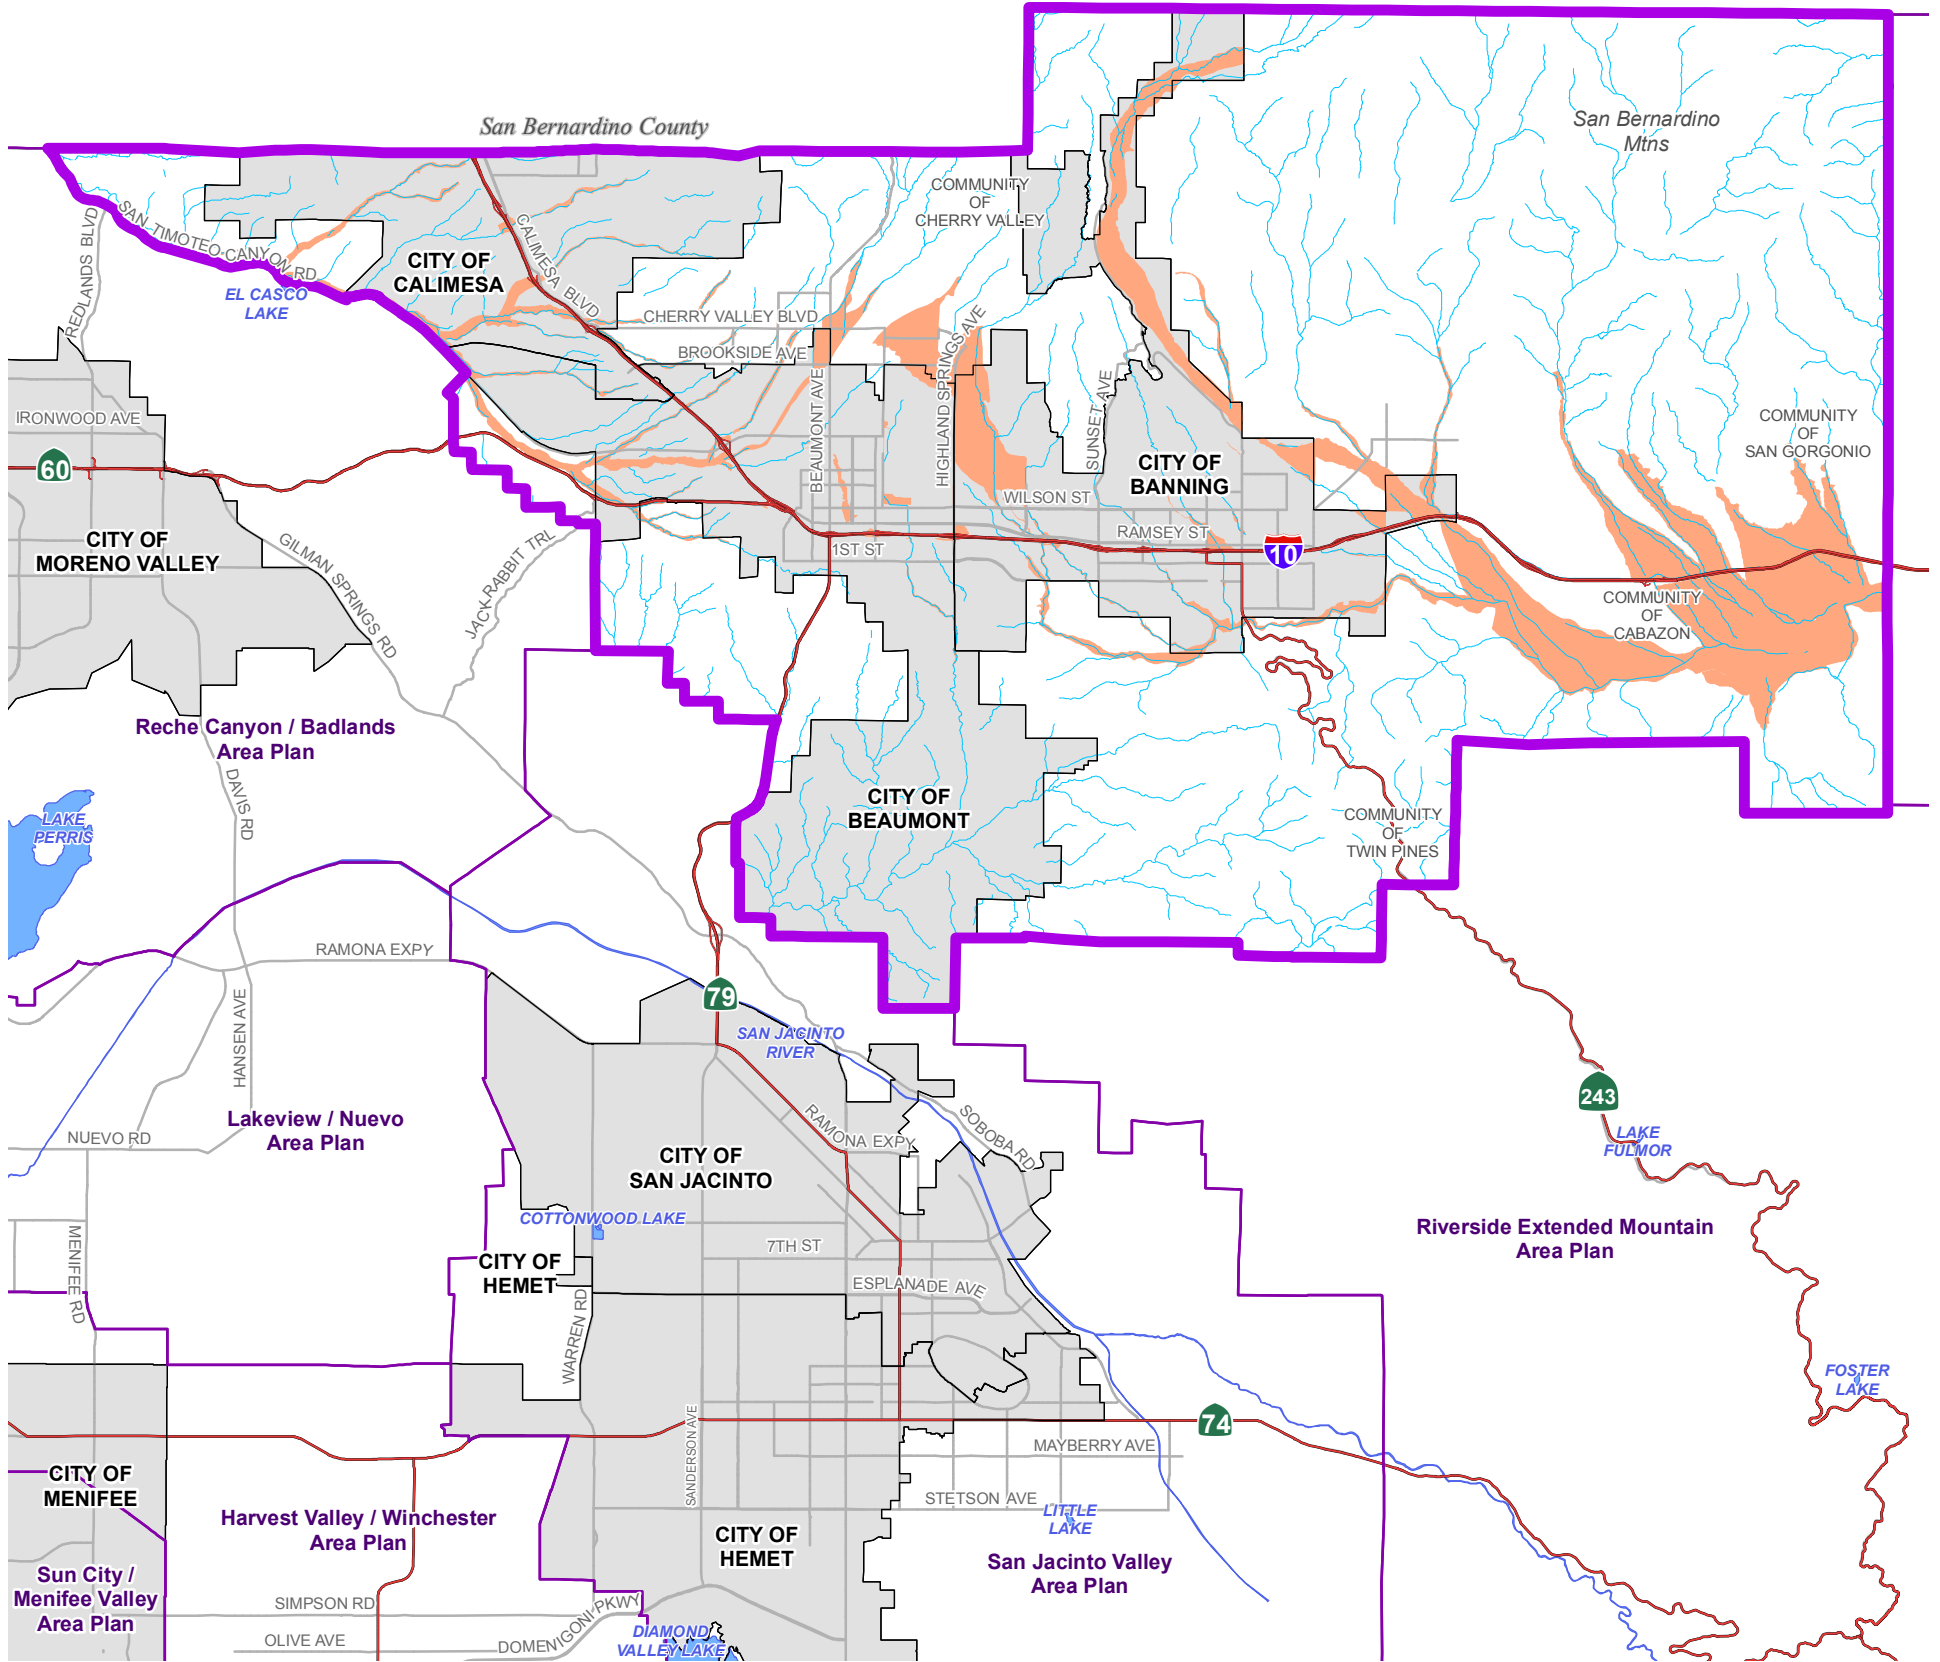 San Bernardino County
San Bernardino
Mtns
COMMUNITY
OF
CHERRY VALLEY
REDLANDS BLVD
SAN TIMOTEO CANYON RD
CITY OF
CALIMESA
CALIMESA BLVD
EL CASCO
LAKE
CHERRY VALLEY BLVD
BROOKSIDE AVE
HIGHLAND SPRINGS AVE
BEAUMONT AVE
SUNSET AVE
IRONWOOD AVE
60
COMMUNITY
OF
SAN GORGONIO
CITY OF
BANNING
WILSON ST
RAMSEY ST
1ST ST
10
CITY OF
MORENO VALLEY
GILMAN SPRINGS RD
JACK RABBIT TRL
COMMUNITY
OF
CABAZON
Reche Canyon / Badlands
Area Plan
DAVIS RD
LAKE
PERRIS
CITY OF
BEAUMONT
COMMUNITY
OF
TWIN PINES
RAMONA EXPY
HANSEN AVE
79
SAN JACINTO
RIVER
243
LAKE
FULMOR
Lakeview / Nuevo
Area Plan
NUEVO RD
RAMONA EXPY
SOBOBA RD
CITY OF
SAN JACINTO
COTTONWOOD LAKE
7TH ST
Riverside Extended Mountain
Area Plan
MENIFEE RD
CITY OF
HEMET
ESPLANADE AVE
WARREN RD
FOSTER
LAKE
SANDERSON AVE
74
MAYBERRY AVE
CITY OF
MENIFEE
STETSON AVE
LITTLE
LAKE
Harvest Valley / Winchester
Area Plan
CITY OF
HEMET
San Jacinto Valley
Area Plan
Sun City /
Menifee Valley
Area Plan
SIMPSON RD
OLIVE AVE
DOMENIGONI PKWY
DIAMOND
VALLEY LAKE